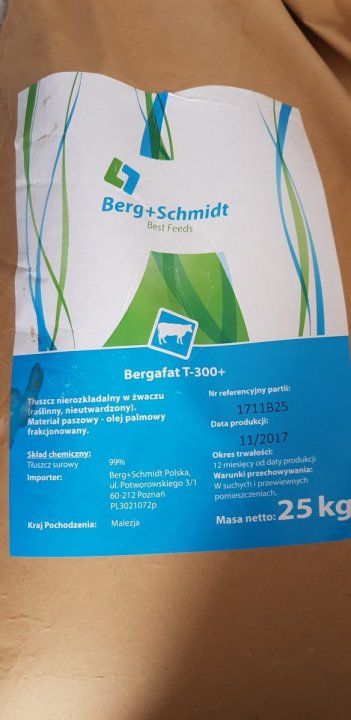 Berg+Schmidt
Best Feeds
Bergafat T-300+
Tłuszcz nierozkładalny w żwaczu
(roślinny, nieutwardzony).
Materiał paszowy - olej palmowy
frakcjonowany.
Skład chemiczny:
Tłuszcz surowy 99%
Importer: Berg+Schmidt Polska,
ul. Potworowskiego 3/1
60-212 Poznań
PL3021072p
Kraj Pochodzenia: Malezja
Nr referencyjny partii:
1711B25
Data produkcji:
11/2017
Okres trwałości:
12 miesięcy od daty produkcji
Warunki przechowywania:
W suchych i przewiewnych
pomieszczeniach.
Masa netto: 25 kg